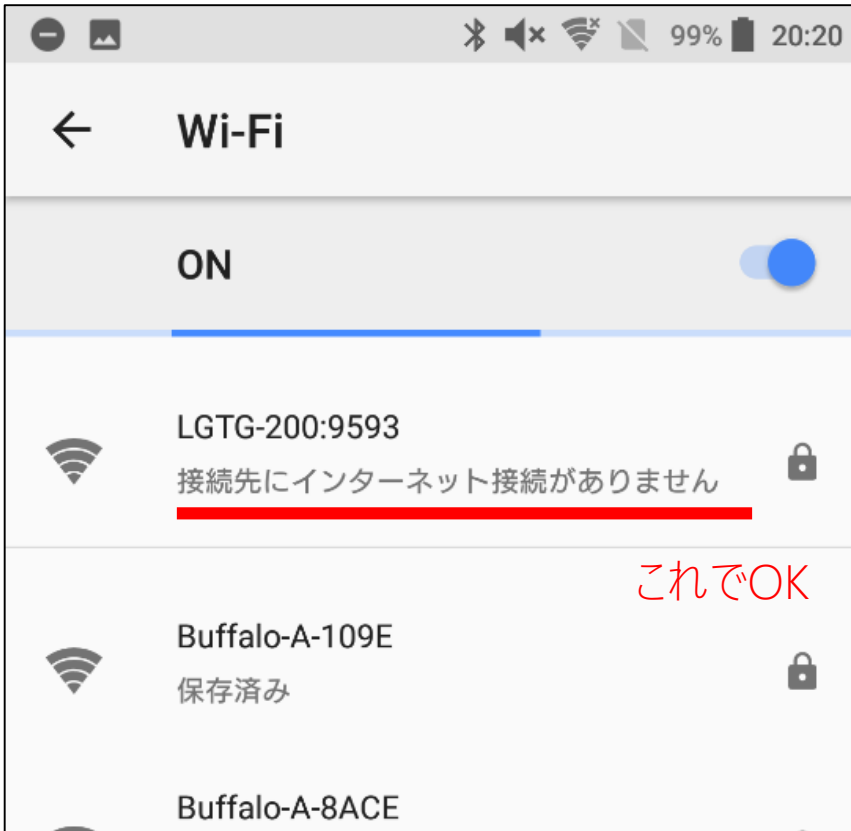 99% 20:20
Wi-Fi
ON
LGTG-200:9593
接続先にインターネット接続がありません
これでOK
Buffalo-A-109E
保存済み
Buffalo-A-8ACE